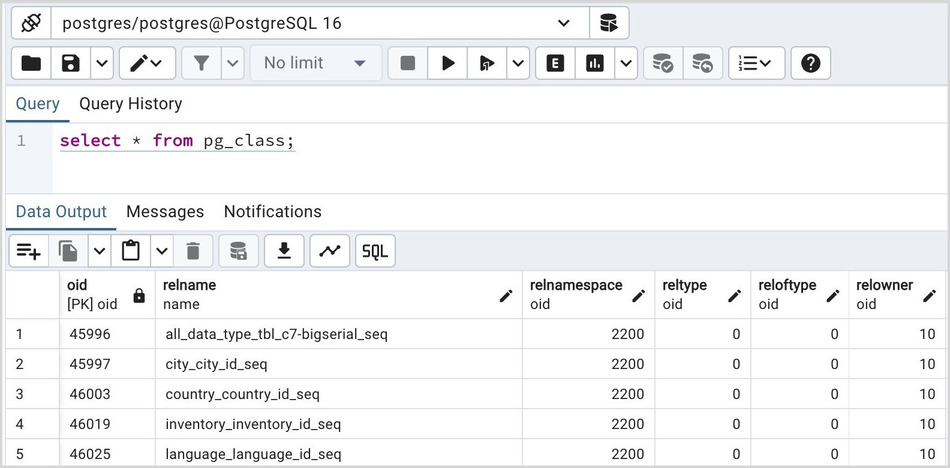 postgres/postgres@PostgreSQL 16
No limit
E
Query Query History
1 select * from pg_class;
Data Output Messages Notifications
SQL
oid relname relnamespace reltype reloftype relowner
[PK] oid name oid oid oid oid
1 45996 all_data_type_tbl_c7-bigserial_seq 2200 0 0 10
2 45997 city_city_id_seq 2200 0 0 10
3 46003 country_country_id_seq 2200 0 0 10
4 46019 inventory_inventory_id_seq 2200 0 0 10
5 46025 language_language_id_seq 2200 0 0 10